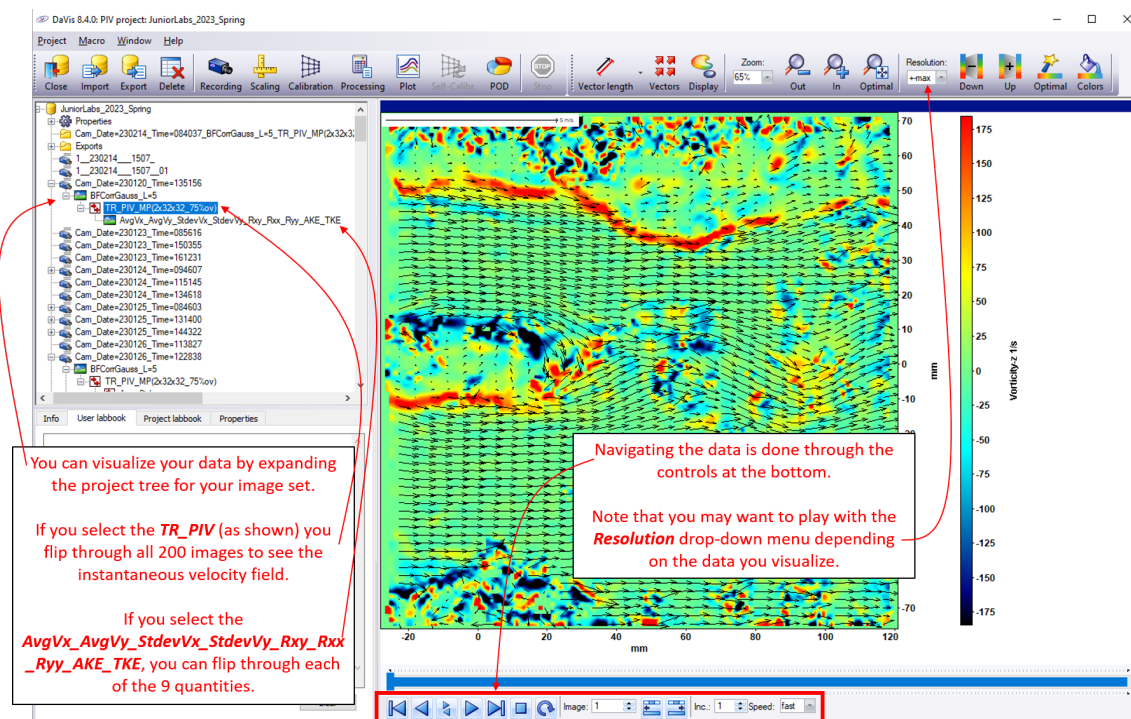 DaVis 8.4.0: PIV project: JuniorLabs_2023_Spring
Project Macro Window Help
Close Import Export Delete Recording Scaling Calibration Processing Plot Self-Calibr. POD Stop Vector length Vectors Display Zoom: 65% Out In Optimal Resolution: +-max Down Up Optimal Colors
JuniorLabs_2023_Spring
Properties
Cam_Date=230214_Time=084037_BFCorrGauss_L=5_TR_PIV_MP(2x32x32
Exports
1__230214___1507_
1__230214___1507__01
Cam_Date=230120_Time=135156
BFCorrGauss_L=5
TR_PIV_MP(2x32x32_75%ov)
AvgVx_AvgVy_StdevVx_StdevVy_Rxy_Rxx_Ryy_AKE_TKE
Cam_Date=230123_Time=085616
Cam_Date=230123_Time=150355
Cam_Date=230123_Time=161231
Cam_Date=230124_Time=094607
Cam_Date=230124_Time=115145
Cam_Date=230124_Time=134618
Cam_Date=230125_Time=084603
Cam_Date=230125_Time=131400
Cam_Date=230125_Time=144322
Cam_Date=230126_Time=113827
Cam_Date=230126_Time=122838
BFCorrGauss_L=5
TR_PIV_MP(2x32x32_75%ov)
Info User labbook Project labbook Properties
You can visualize your data by expanding
the project tree for your image set.
If you select the TR_PIV (as shown) you
flip through all 200 images to see the
instantaneous velocity field.
If you select the
AvgVx_AvgVy_StdevVx_StdevVy_Rxy_Rxx
_Ryy_AKE_TKE, you can flip through each
of the 9 quantities.
5 m/s
70
60
50
40
30
20
10
0
-10
-70
mm
-20 0 20 40 60 80 100 120
mm
175
150
125
100
75
50
25
0
-25
-50
-75
-100
-125
-150
-175
Vorticity-z 1/s
Navigating the data is done through the
controls at the bottom.
Note that you may want to play with the
Resolution drop-down menu depending
on the data you visualize.
Image: 1 Inc.: 1 Speed: fast